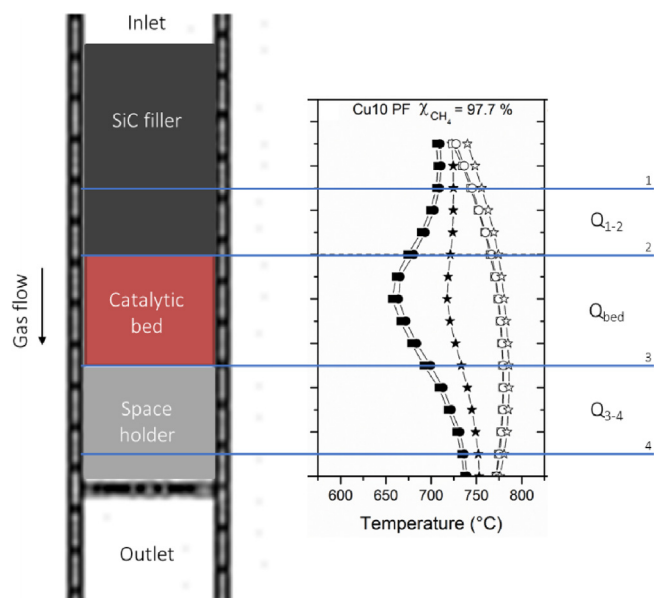 Inlet
SiC filler
Gas flow
Catalytic
bed
Space
holder
Outlet
Cu10 PF χCH₄ = 97.7 %
1
Q1-2
2
Qbed
3
Q3-4
4
600 650 700 750 800
Temperature (°C)